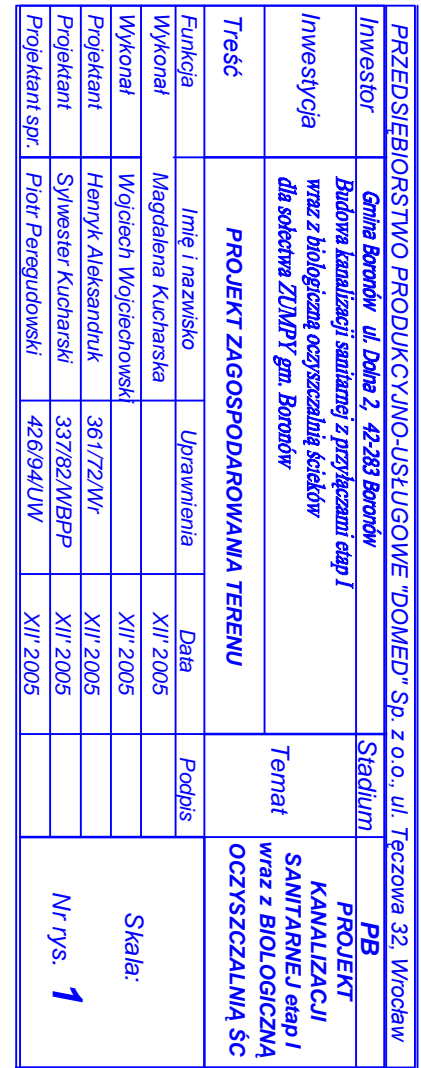 PRZEDSIĘBIORSTWO PRODUKCYJNO-USŁUGOWE "DOMED" Sp. z o.o., ul. Tęczowa 32, Wrocław
Inwestor Gmina Boronów ul. Dolna 2, 42-283 Boronów Stadium PB
Inwestycja
Budowa kanalizacji sanitarnej z przyłączami etap I
wraz z biologiczną oczyszczalnią ścieków
dla sołectwa ZUMPY gm. Boronów
Temat
PROJEKT
KANALIZACJI
SANITARNEJ etap I
wraz z BIOLOGICZNĄ
OCZYSZCZALNIĄ ŚC
Treść PROJEKT ZAGOSPODAROWANIA TERENU
Funkcja Imię i nazwisko Uprawnienia Data Podpis
Wykonał Magdalena Kucharska XII' 2005
Wykonał Wojciech Wojciechowski XII' 2005
Projektant Henryk Aleksandruk 361/72/Wr XII' 2005
Projektant Sylwester Kucharski 337/82/WBPP XII' 2005
Projektant spr. Piotr Peregudowski 426/94/UW XII' 2005
Skala:
Nr rys. 1